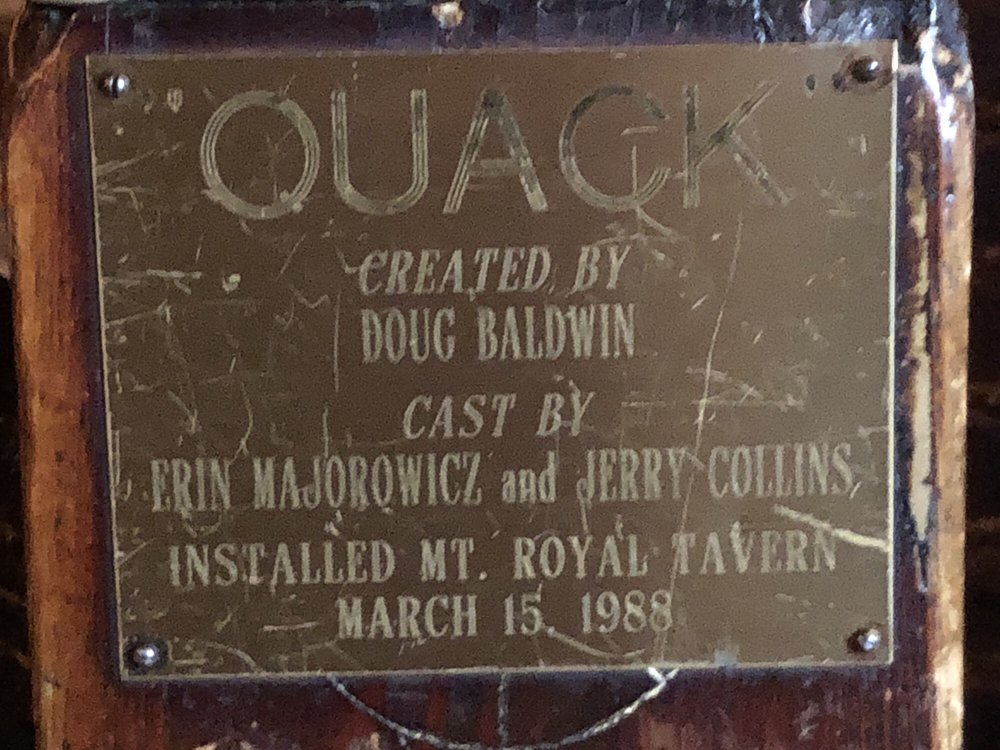 QUACK
CREATED BY
DOUG BALDWIN
CAST BY
ERIN MAJOROWICZ and JERRY COLLINS
INSTALLED MT. ROYAL TAVERN
MARCH 15, 1988